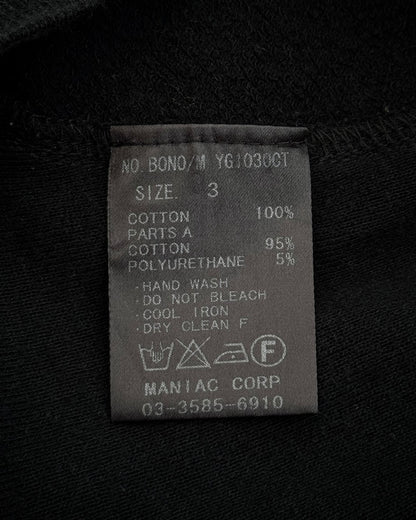 NO. BONO/M YG1030CT
SIZE. 3
COTTON 100%
PARTS A
COTTON 95%
POLYURETHANE 5%
·HAND WASH
·DO NOT BLEACH
·COOL IRON
·DRY CLEAN F
F
MANIAC CORP
03-3585-6910